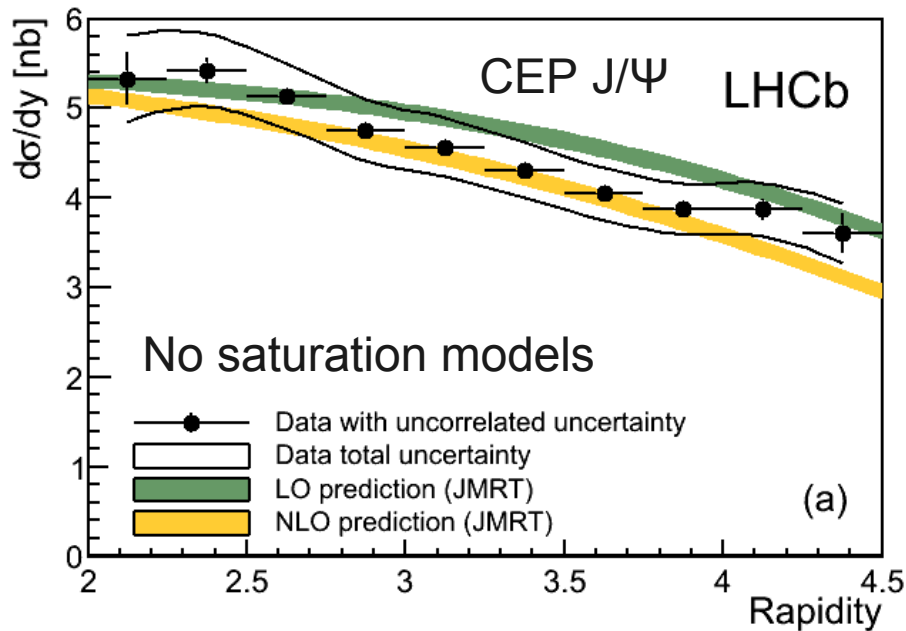 6
5
4
3
2
1
0
dσ/dy [nb]
CEP J/Ψ
LHCb
No saturation models
Data with uncorrelated uncertainty
Data total uncertainty
LO prediction (JMRT)
NLO prediction (JMRT)
(a)
2 2.5 3 3.5 4 4.5
Rapidity